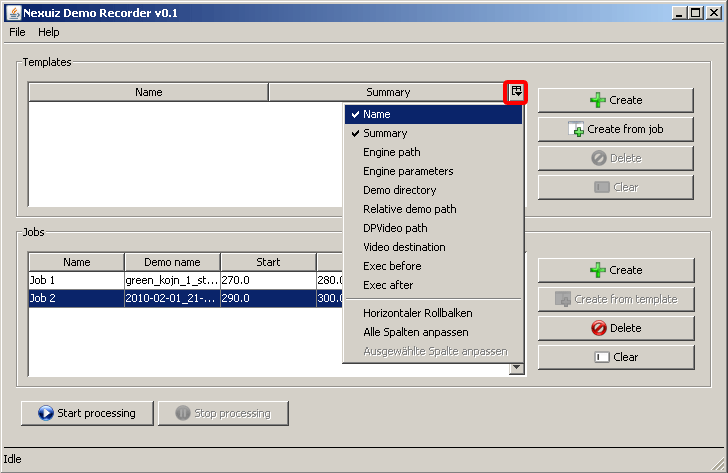 Nexuiz Demo Recorder v0.1
File Help
Templates
Name Summary
Create
Create from job
Delete
Clear
Name
Summary
Engine path
Engine parameters
Demo directory
Relative demo path
DPVideo path
Video destination
Exec before
Exec after
Horizontaler Rollbalken
Alle Spalten anpassen
Ausgewählte Spalte anpassen
Jobs
Name Demo name Start
Job 1 green_kojn_1_st... 270.0 280.0
Job 2 2010-02-01_21-... 290.0 300.0
Create
Create from template
Delete
Clear
Start processing Stop processing
Idle